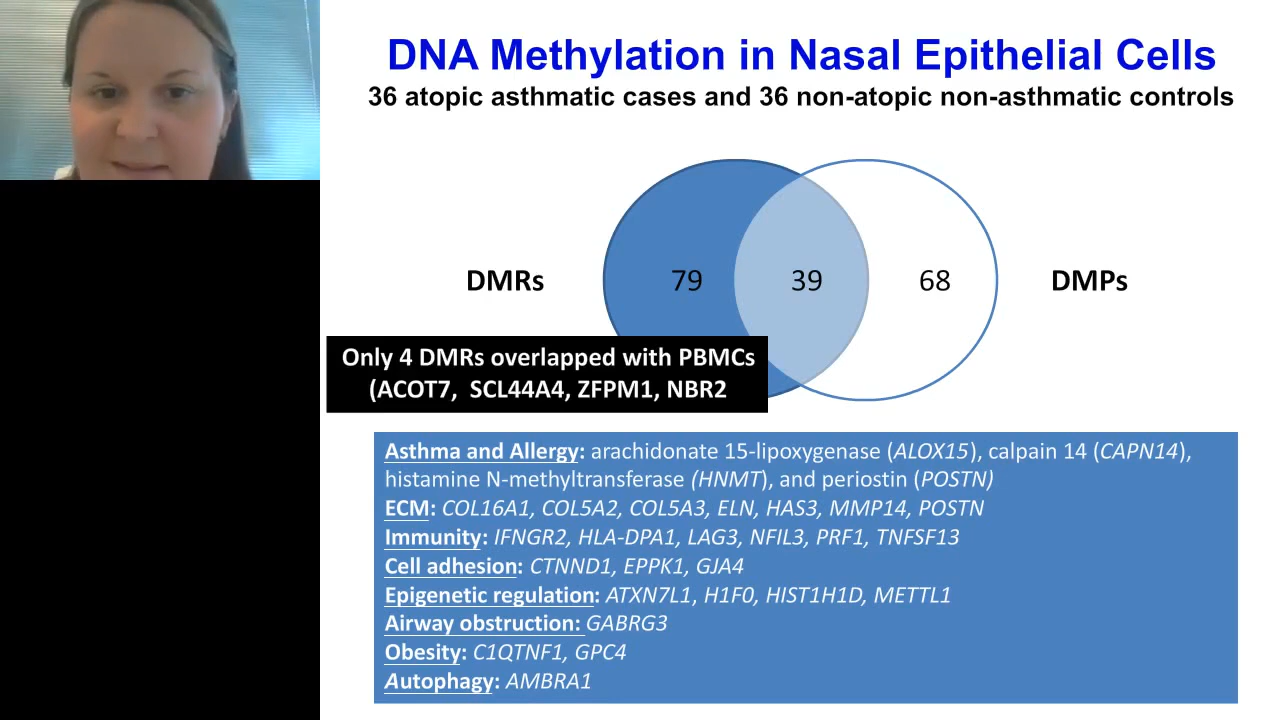 DNA Methylation in Nasal Epithelial Cells
36 atopic asthmatic cases and 36 non-atopic non-asthmatic controls
DMRs
79
39
68
DMPs
Only 4 DMRs overlapped with PBMCs
(ACOT7, SCL44A4, ZFPM1, NBR2
Asthma and Allergy: arachidonate 15-lipoxygenase (ALOX15), calpain 14 (CAPN14),
histamine N-methyltransferase (HNMT), and periostin (POSTN)
ECM: COL16A1, COL5A2, COL5A3, ELN, HAS3, MMP14, POSTN
Immunity: IFNGR2, HLA-DPA1, LAG3, NFIL3, PRF1, TNFSF13
Cell adhesion: CTNND1, EPPK1, GJA4
Epigenetic regulation: ATXN7L1, H1F0, HIST1H1D, METTL1
Airway obstruction: GABRG3
Obesity: C1QTNF1, GPC4
Autophagy: AMBRA1